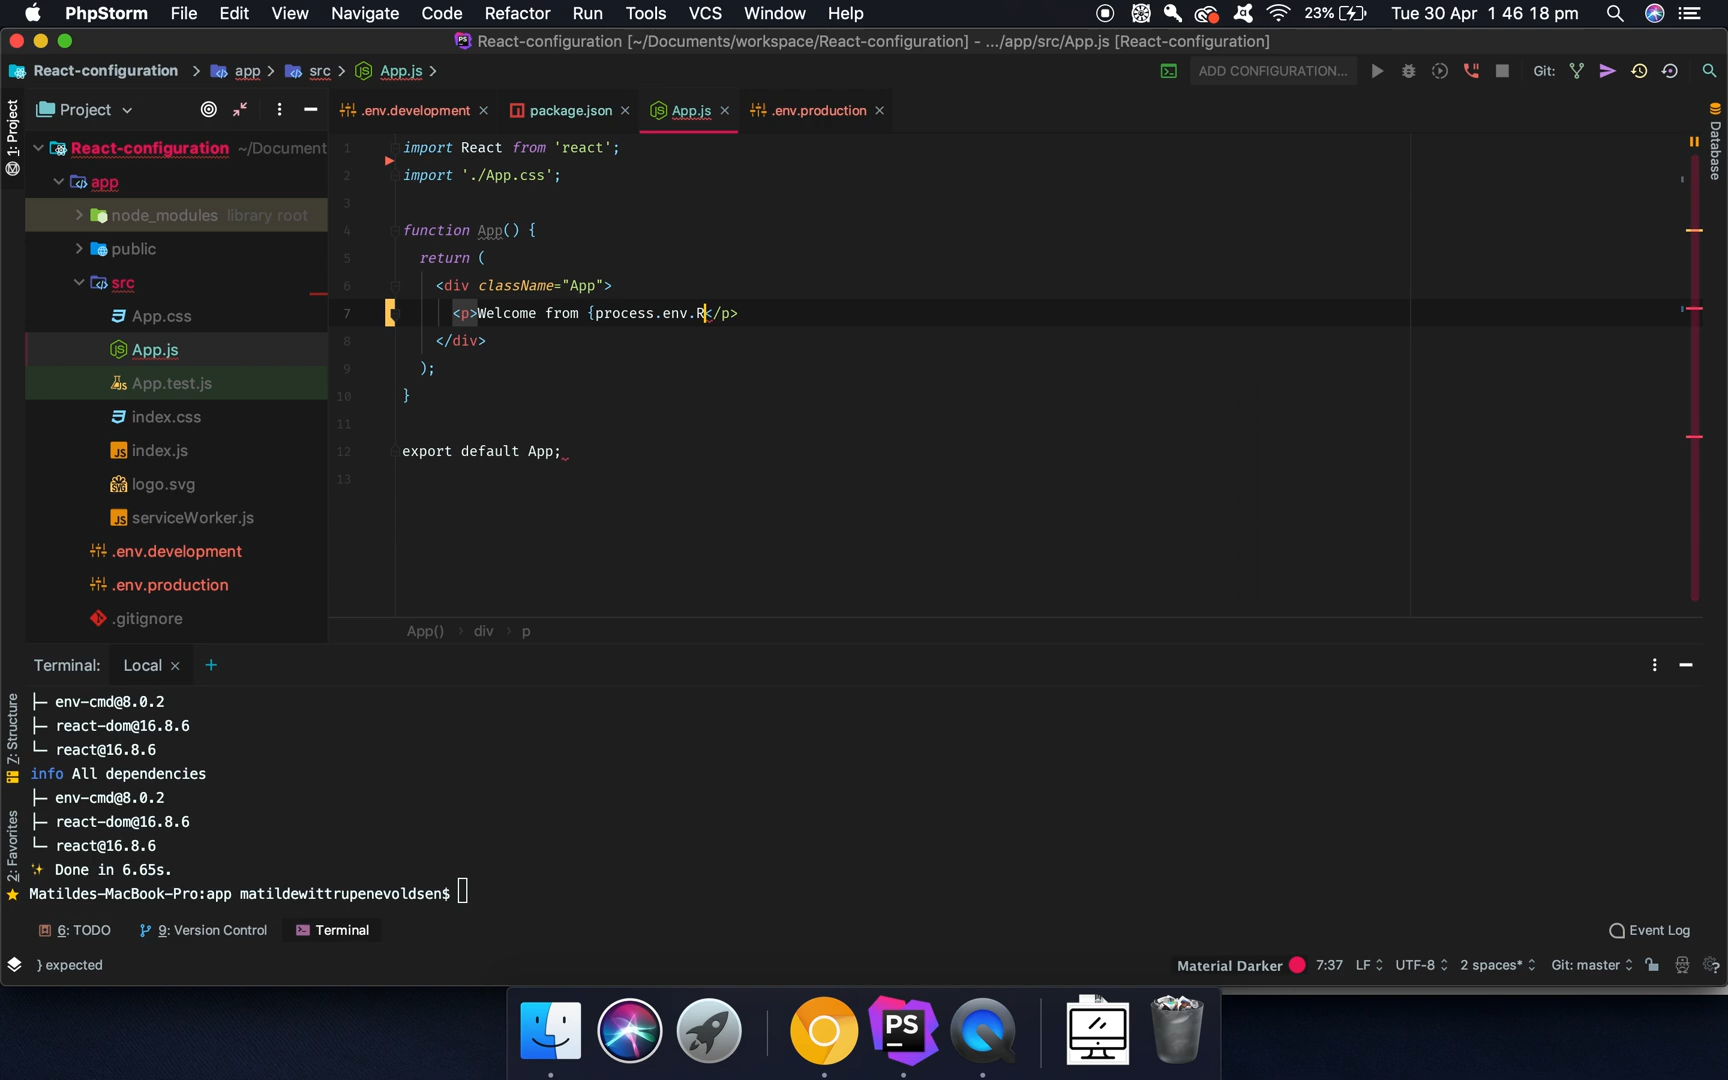 PhpStorm File Edit View Navigate Code Refactor Run Tools VCS Window Help 23% Tue 30 Apr 1 46 18 pm
React-configuration [~/Documents/workspace/React-configuration] - .../app/src/App.js [React-configuration]
React-configuration app src App.js ADD CONFIGURATION... Git:
Project .env.development package.json App.js .env.production
1: Project
Database
React-configuration ~/Document
app
node_modules library root
public
src
App.css
App.js
App.test.js
index.css
index.js
logo.svg
serviceWorker.js
.env.development
.env.production
.gitignore
1 import React from 'react';
2 import './App.css';
3
4 function App() {
5 return (
6 <div className="App">
7 <p>Welcome from {process.env.R</p>
8 </div>
9 );
10 }
11
12 export default App;
13
App() div p
Terminal: Local +
7: Structure
2: Favorites
├─ env-cmd@8.0.2
├─ react-dom@16.8.6
└─ react@16.8.6
info All dependencies
├─ env-cmd@8.0.2
├─ react-dom@16.8.6
└─ react@16.8.6
✨ Done in 6.65s.
Matildes-MacBook-Pro:app matildewittrupenevoldsen$
6: TODO 9: Version Control Terminal Event Log
} expected Material Darker 7:37 LF UTF-8 2 spaces* Git: master
PS